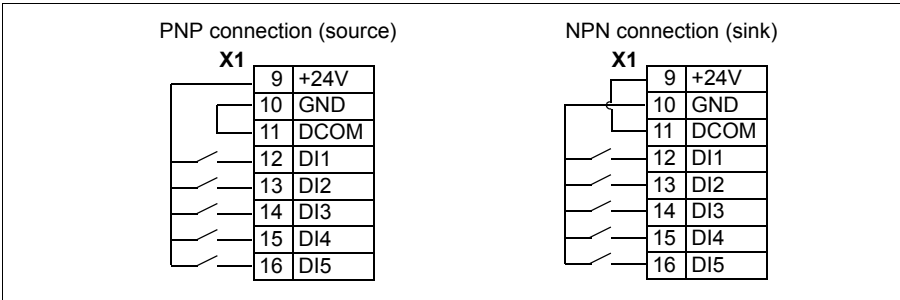 PNP connection (source)
X1
9 +24V
10 GND
11 DCOM
12 DI1
13 DI2
14 DI3
15 DI4
16 DI5
NPN connection (sink)
X1
9 +24V
10 GND
11 DCOM
12 DI1
13 DI2
14 DI3
15 DI4
16 DI5